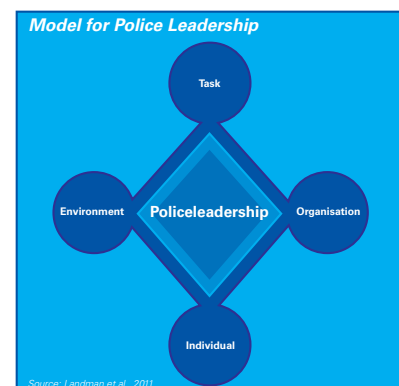 Model for Police Leadership
Task
Environment
Policeleadership
Organisation
Individual
Source: Landman et al., 2011